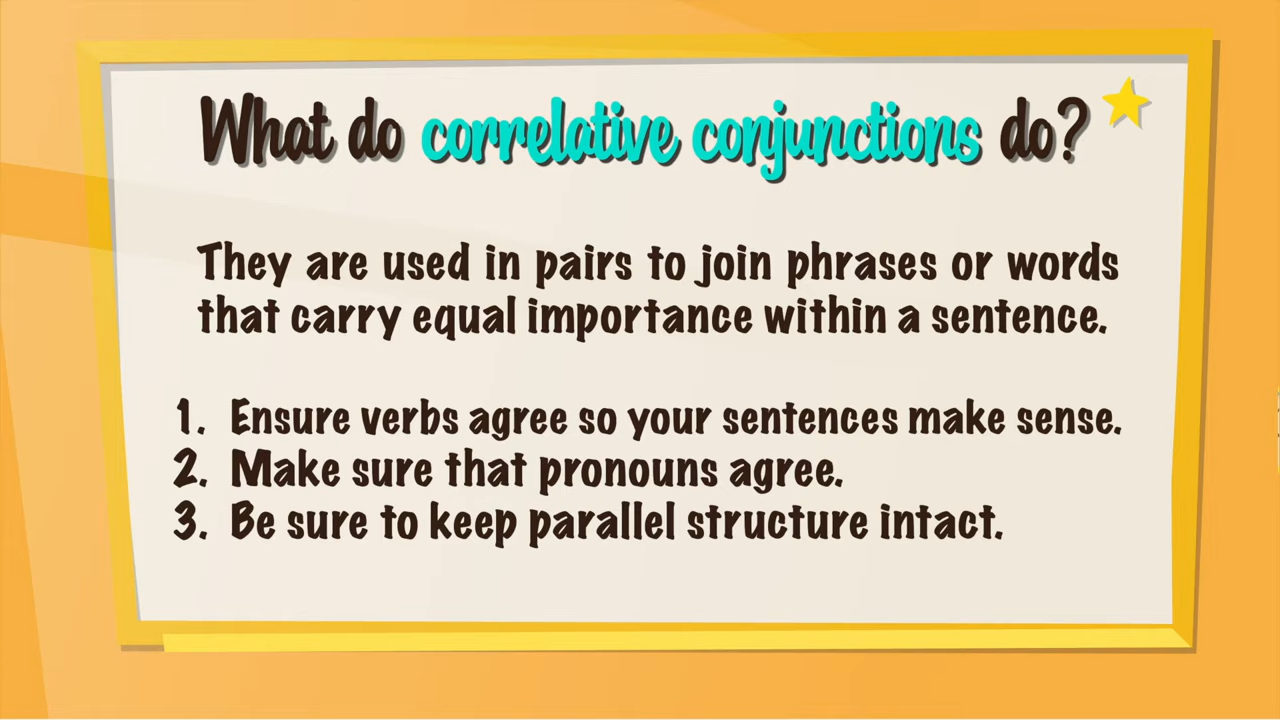 What do correlative conjunctions do?
They are used in pairs to join phrases or words
that carry equal importance within a sentence.
1. Ensure verbs agree so your sentences make sense.
2. Make sure that pronouns agree.
3. Be sure to keep parallel structure intact.